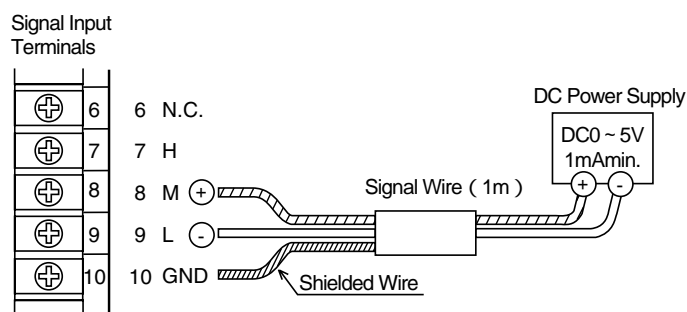 Signal Input
Terminals
DC Power Supply
6 6 N.C.
DC0 ~ 5V
1mAmin.
7 7 H
8 8 M + Signal Wire ( 1m ) + -
9 9 L -
10 10 GND
Shielded Wire